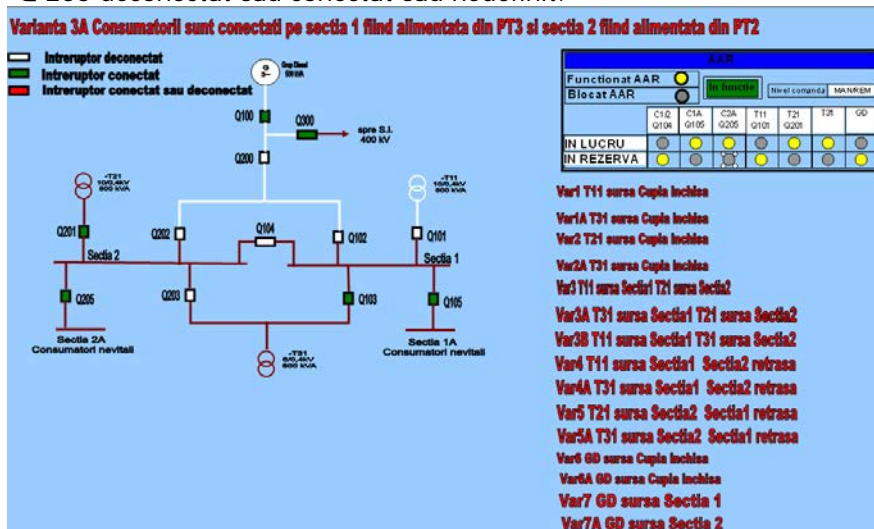 Varianta 3A Consumatorii sunt conectati pe sectia 1 fiind alimentata din PT3 si sectia 2 fiind alimentata din PT2
Intreruptor deconectat
Intreruptor conectat
Intreruptor conectat sau deconectat
Grup Diesel
G
Q100
Q300
spre S.I.
400 kV
Q200
-T21
10/0,4kV
800 kVA
-T11
10/0,4kV
800 kVA
Q201
Q202
Q104
Q102
Q101
Sectia 2
Sectia 1
Q205
Q203
Q103
Q105
Sectia 2A
Consumatori nevitali
-T31
6/0,4kV
800 kVA
Sectia 1A
Consumatori nevitali
AAR
Functionat AAR
Blocat AAR
In functie
Nivel comanda
MAN/REM
C1/2 C1A C2A T11 T21 T31 GD
Q104 Q105 Q205 Q101 Q201
IN LUCRU
IN REZERVA
Var1 T11 sursa Cupla inchisa
Var1A T31 sursa Cupla inchisa
Var2 T21 sursa Cupla inchisa
Var2A T31 sursa Cupla inchisa
Var3 T11 sursa Sectia1 T21 sursa Sectia2
Var3A T31 sursa Sectia1 T21 sursa Sectia2
Var3B T11 sursa Sectia1 T31 sursa Sectia2
Var4 T11 sursa Sectia1 Sectia2 retrasa
Var4A T31 sursa Sectia1 Sectia2 retrasa
Var5 T21 sursa Sectia2 Sectia1 retrasa
Var5A T31 sursa Sectia2 Sectia1 retrasa
Var6 GD sursa Cupla inchisa
Var6A GD sursa Cupla inchisa
Var7 GD sursa Sectia 1
Var7A GD sursa Sectia 2